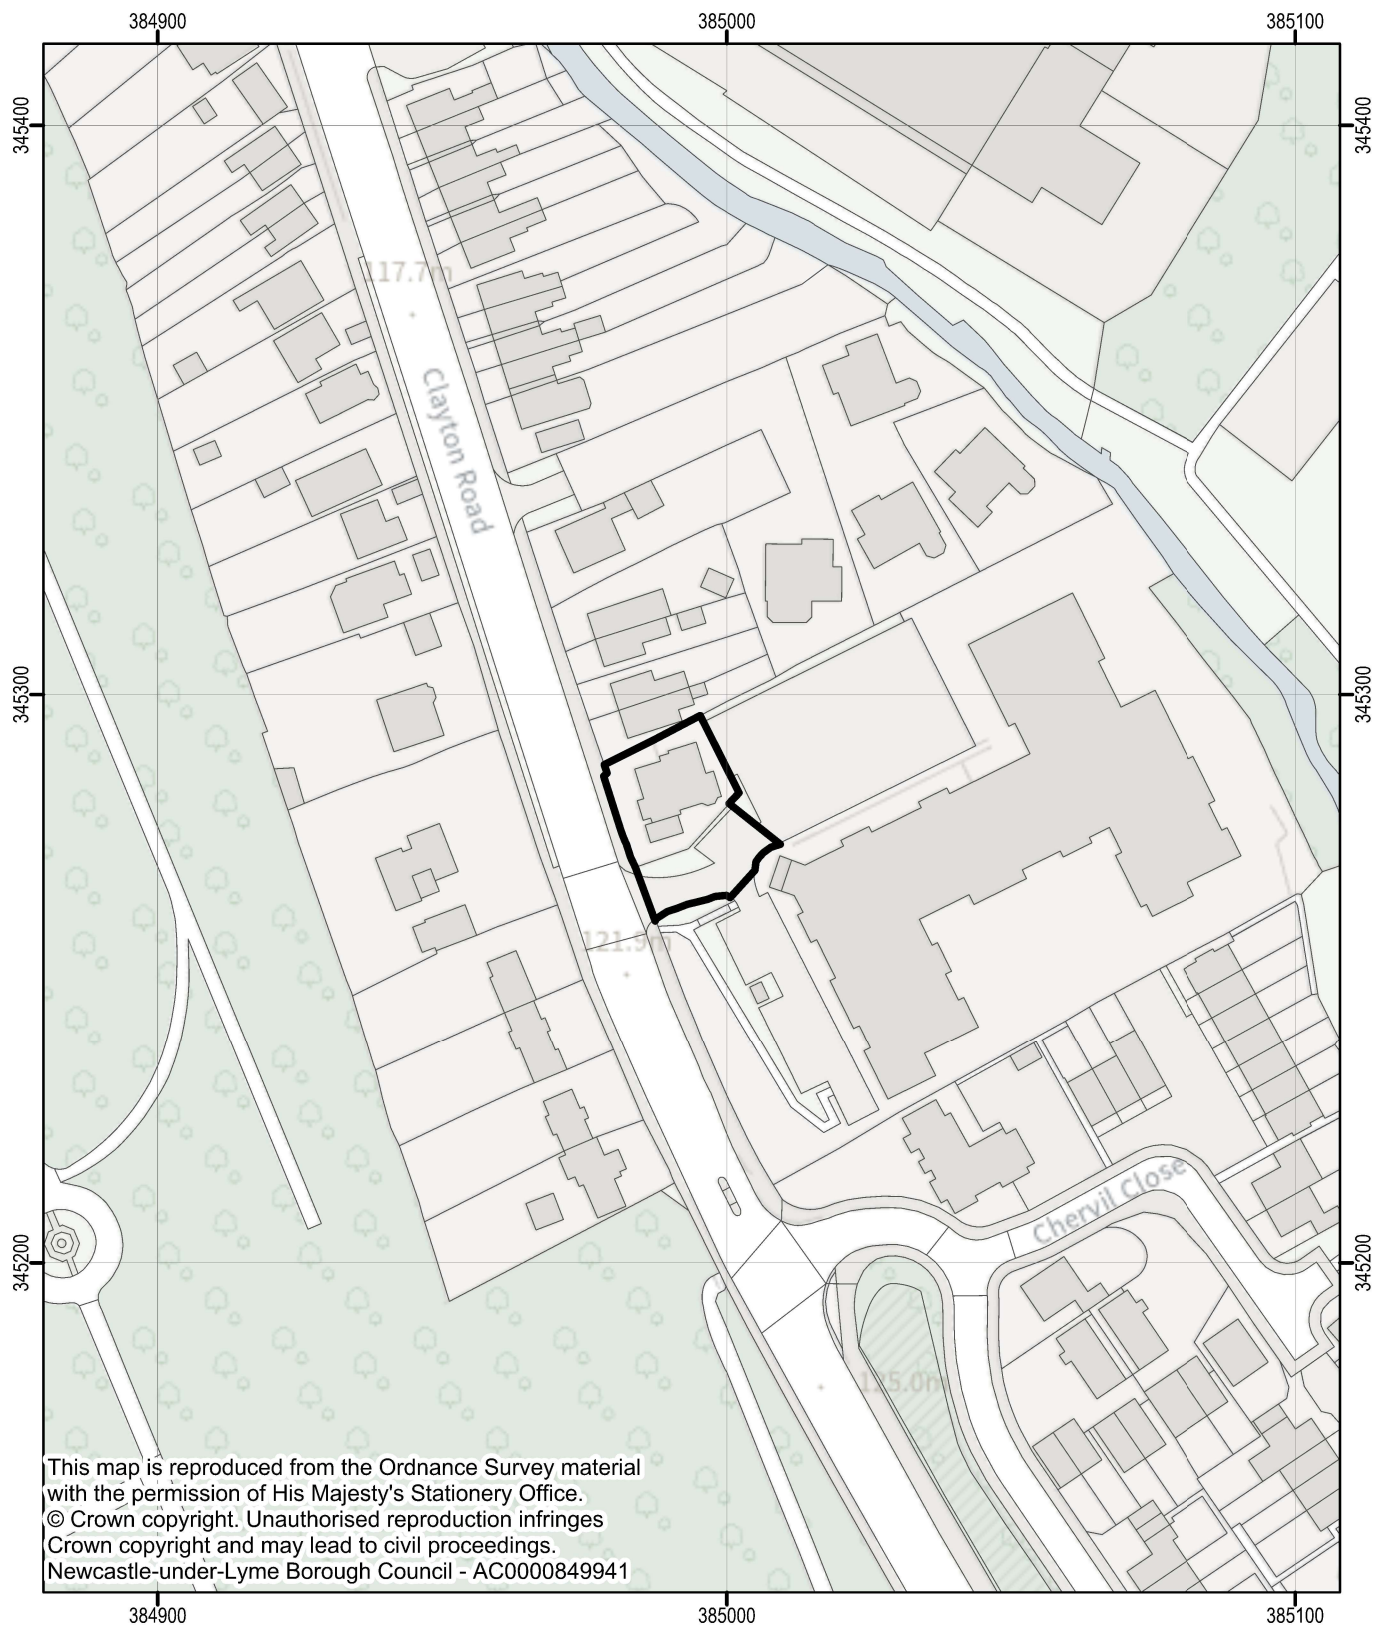 384900
385000
385100
345400
345400
117.7m
Clayton Road
345300
345300
121.9m
Chervil Close
345200
345200
125.0m
This map is reproduced from the Ordnance Survey material
with the permission of His Majesty's Stationery Office.
© Crown copyright. Unauthorised reproduction infringes
Crown copyright and may lead to civil proceedings.
Newcastle-under-Lyme Borough Council - AC0000849941
384900
385000
385100